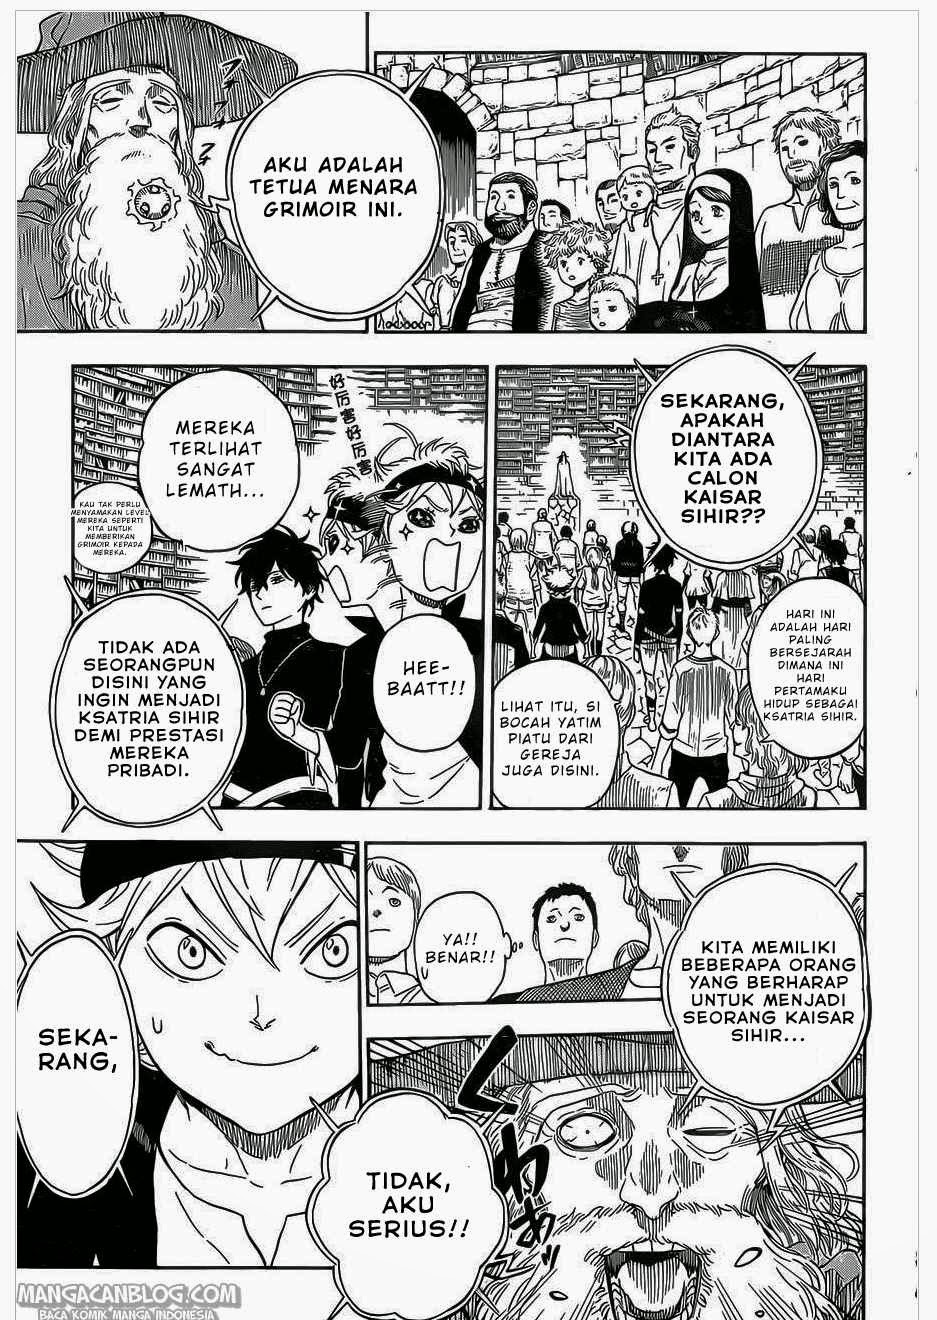 AKU ADALAH
TETUA MENARA
GRIMOIR INI.
SEKARANG,
APAKAH
DIANTARA
KITA ADA
CALON
KAISAR
SIHIR??
HARI INI
ADALAH HARI
PALING
BERSEJARAH
DIMANA INI
HARI
PERTAMAKU
HIDUP SEBAGAI
KSATRIA SIHIR.
LIHAT ITU, SI
BOCAH YATIM
PIATU DARI
GEREJA
JUGA DISINI.
好厉害好厉害
MEREKA
TERLIHAT
SANGAT
LEMATH...
HEE-
BAATT!!
KAU TAK PERLU
MENYAMAKAN LEVEL
MEREKA SEPERTI
KITA UNTUK
MEMBERIKAN
GRIMOIR KEPADA
MEREKA.
TIDAK ADA
SEORANGPUN
DISINI YANG
INGIN MENJADI
KSATRIA SIHIR
DEMI PRESTASI
MEREKA
PRIBADI.
KITA MEMILIKI
BEBERAPA ORANG
YANG BERHARAP
UNTUK MENJADI
SEORANG KAISAR
SIHIR...
YA!!
BENAR!!
SEKA-
RANG,
TIDAK,
AKU
SERIUS!!
くわぁっ
MANGACANBLOG.COM
BACA KOMIK MANGA INDONESIA